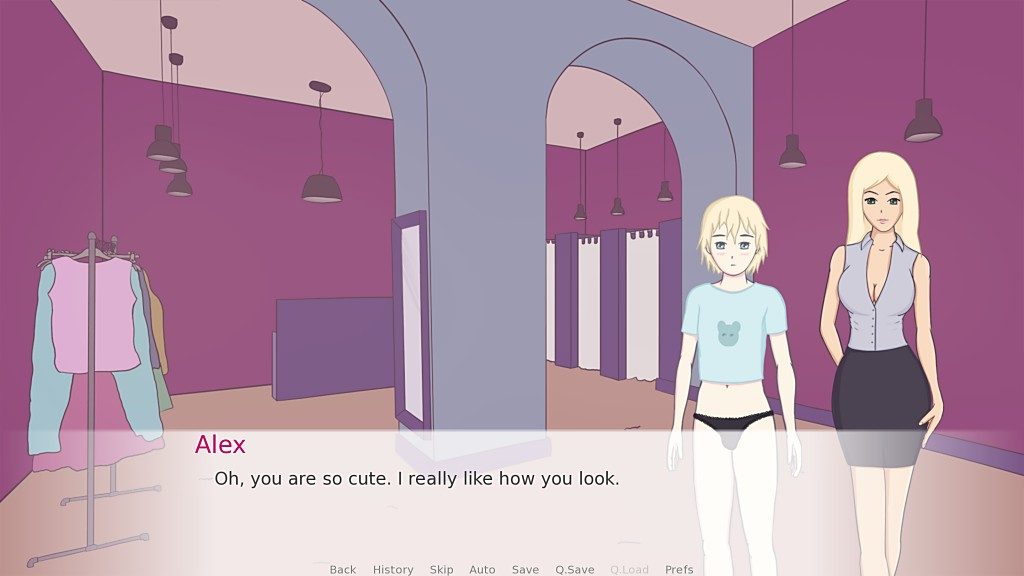 Alex
Oh, you are so cute. I really like how you look.
Back History Skip Auto Save Q.Save Q.Load Prefs